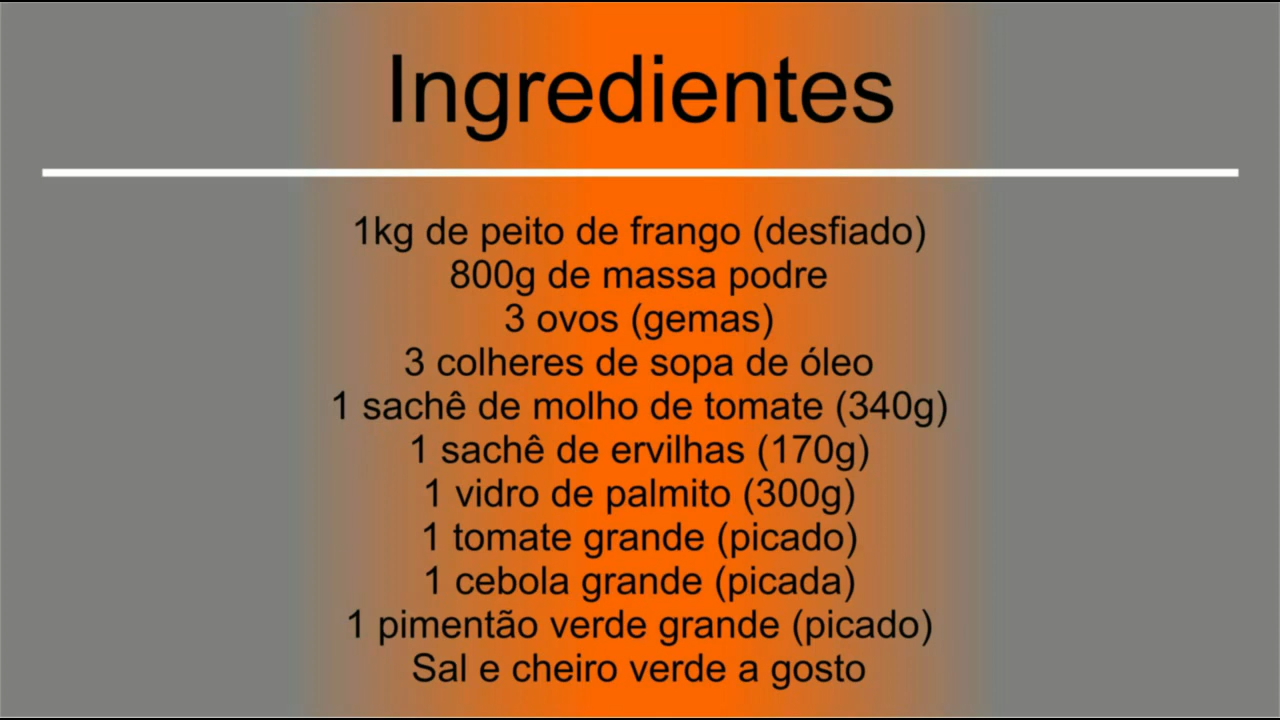 Ingredientes
1kg de peito de frango (desfiado)
800g de massa podre
3 ovos (gemas)
3 colheres de sopa de óleo
1 sachê de molho de tomate (340g)
1 sachê de ervilhas (170g)
1 vidro de palmito (300g)
1 tomate grande (picado)
1 cebola grande (picada)
1 pimentão verde grande (picado)
Sal e cheiro verde a gosto